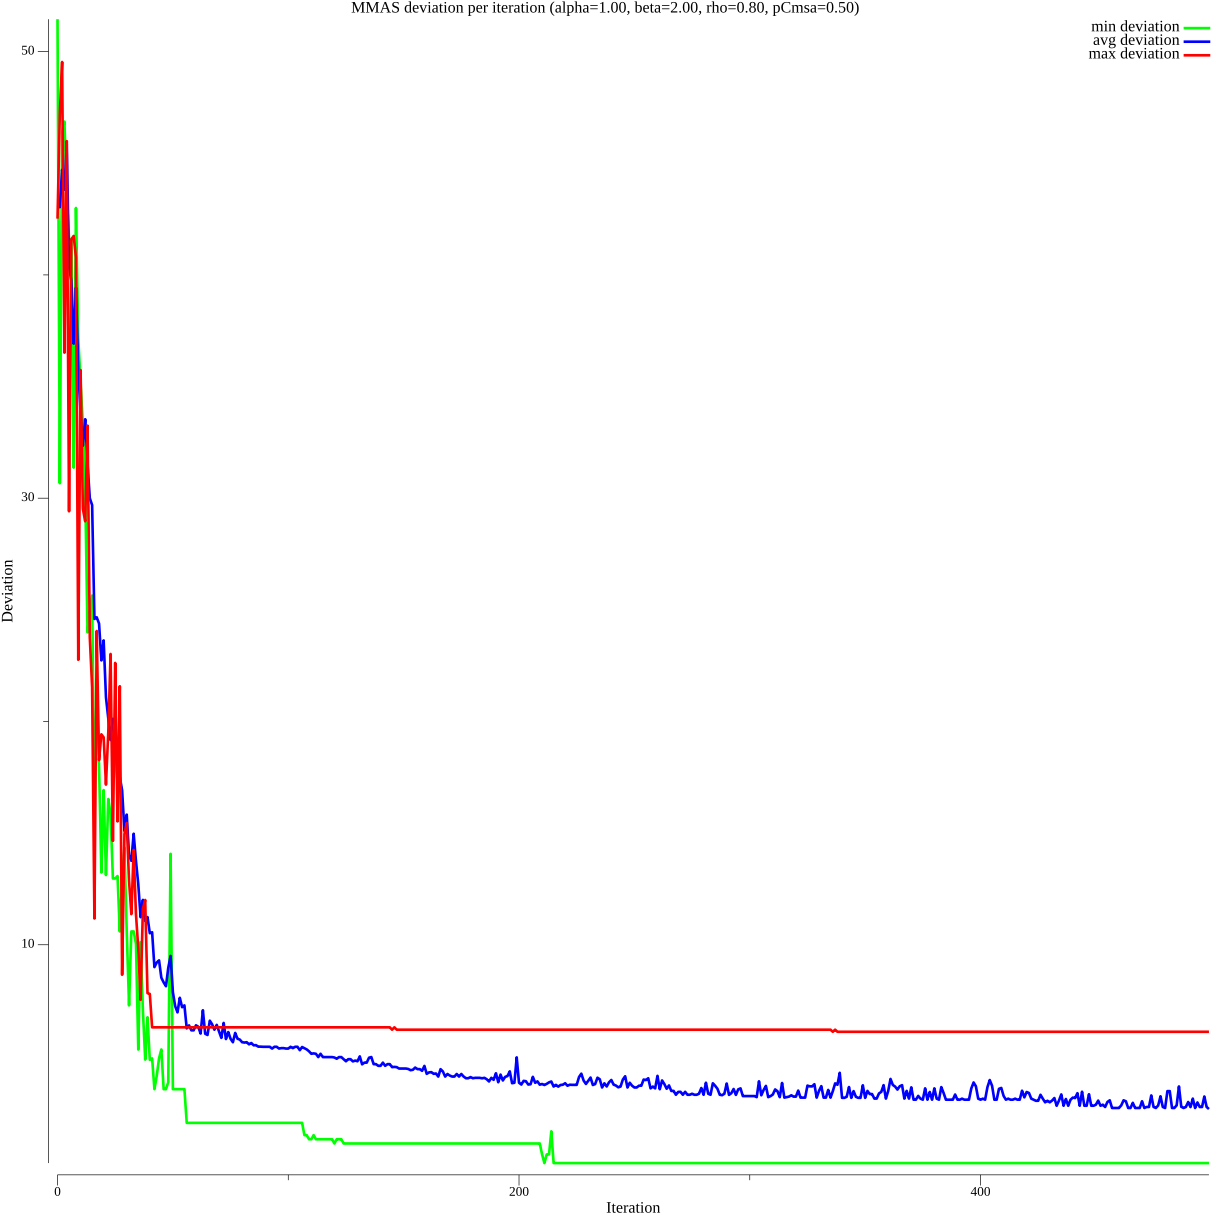 MMAS deviation per iteration (alpha=1.00, beta=2.00, rho=0.80, pCmsa=0.50)
min deviation
avg deviation
max deviation
50
30
10
Deviation
0 200 400
Iteration